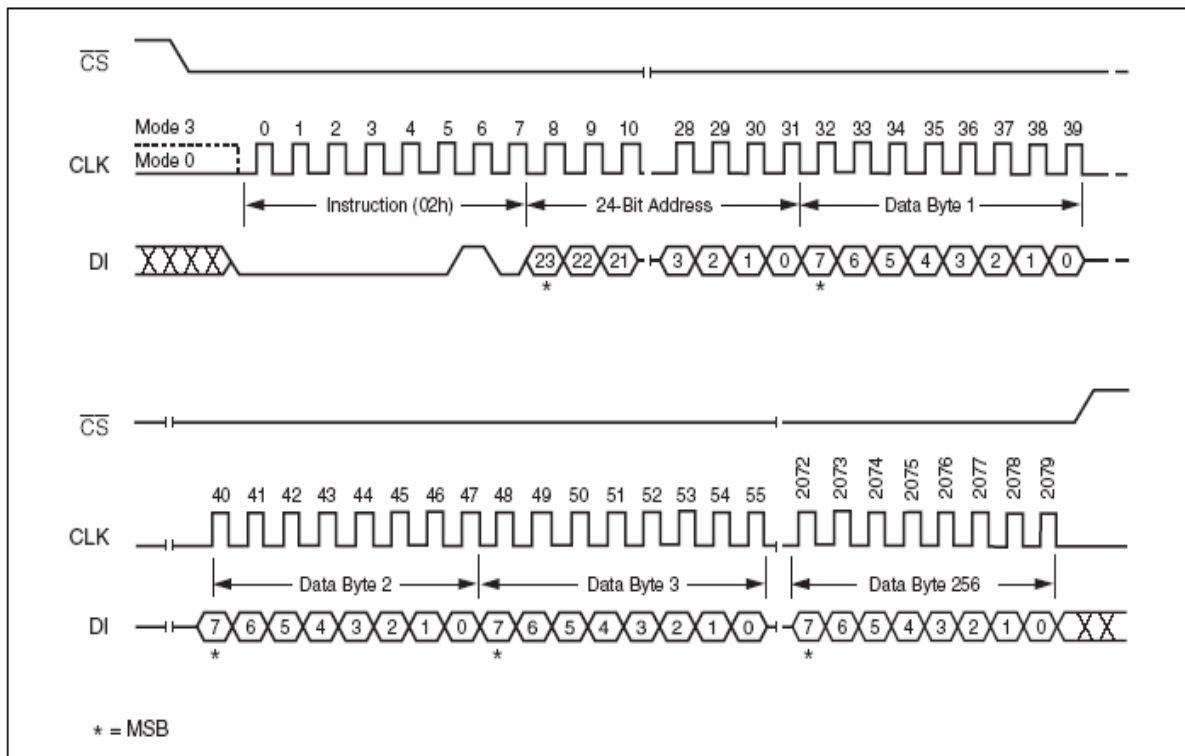 CS
Mode 3
0 1 2 3 4 5 6 7 8 9 10 28 29 30 31 32 33 34 35 36 37 38 39
CLK
Mode 0
Instruction (02h) 24-Bit Address Data Byte 1
DI 23 22 21 3 2 1 0 7 6 5 4 3 2 1 0
* *
CS
40 41 42 43 44 45 46 47 48 49 50 51 52 53 54 55 2072 2073 2074 2075 2076 2077 2078 2079
CLK
Data Byte 2 Data Byte 3 Data Byte 256
DI 7 6 5 4 3 2 1 0 7 6 5 4 3 2 1 0 7 6 5 4 3 2 1 0
* * *
* = MSB